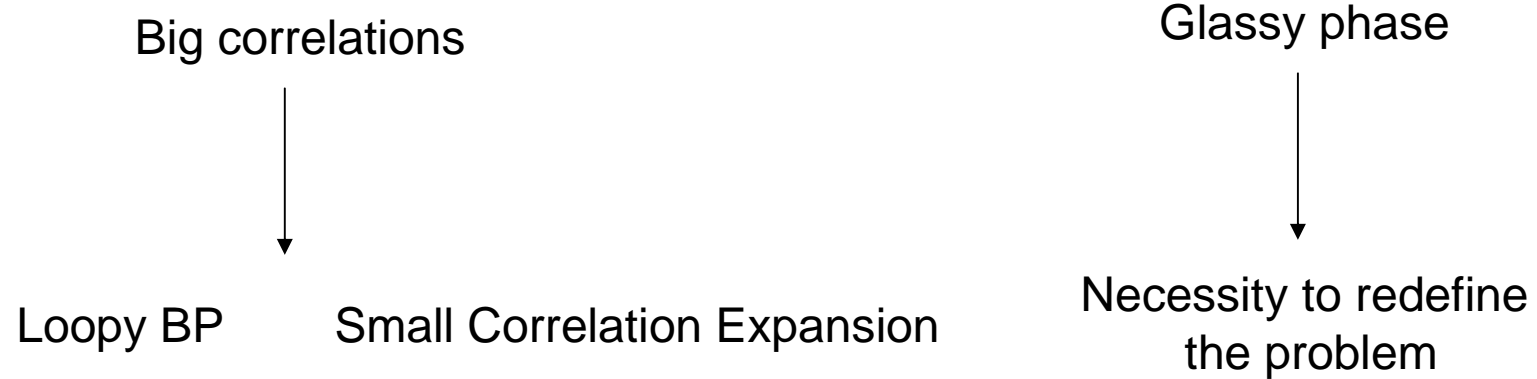 Big correlations
Glassy phase
Loopy BP
Small Correlation Expansion
Necessity to redefine
the problem